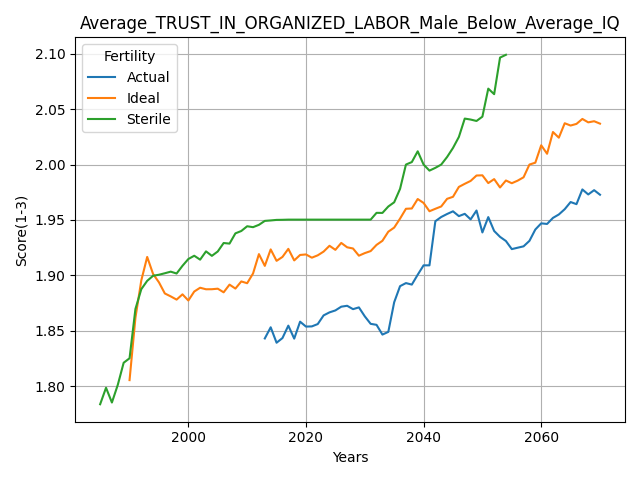 Average_TRUST_IN_ORGANIZED_LABOR_Male_Below_Average_IQ
Fertility
Actual
Ideal
Sterile
2.10
2.05
2.00
1.95
1.90
1.85
1.80
Score(1-3)
2000
2020
2040
2060
Years